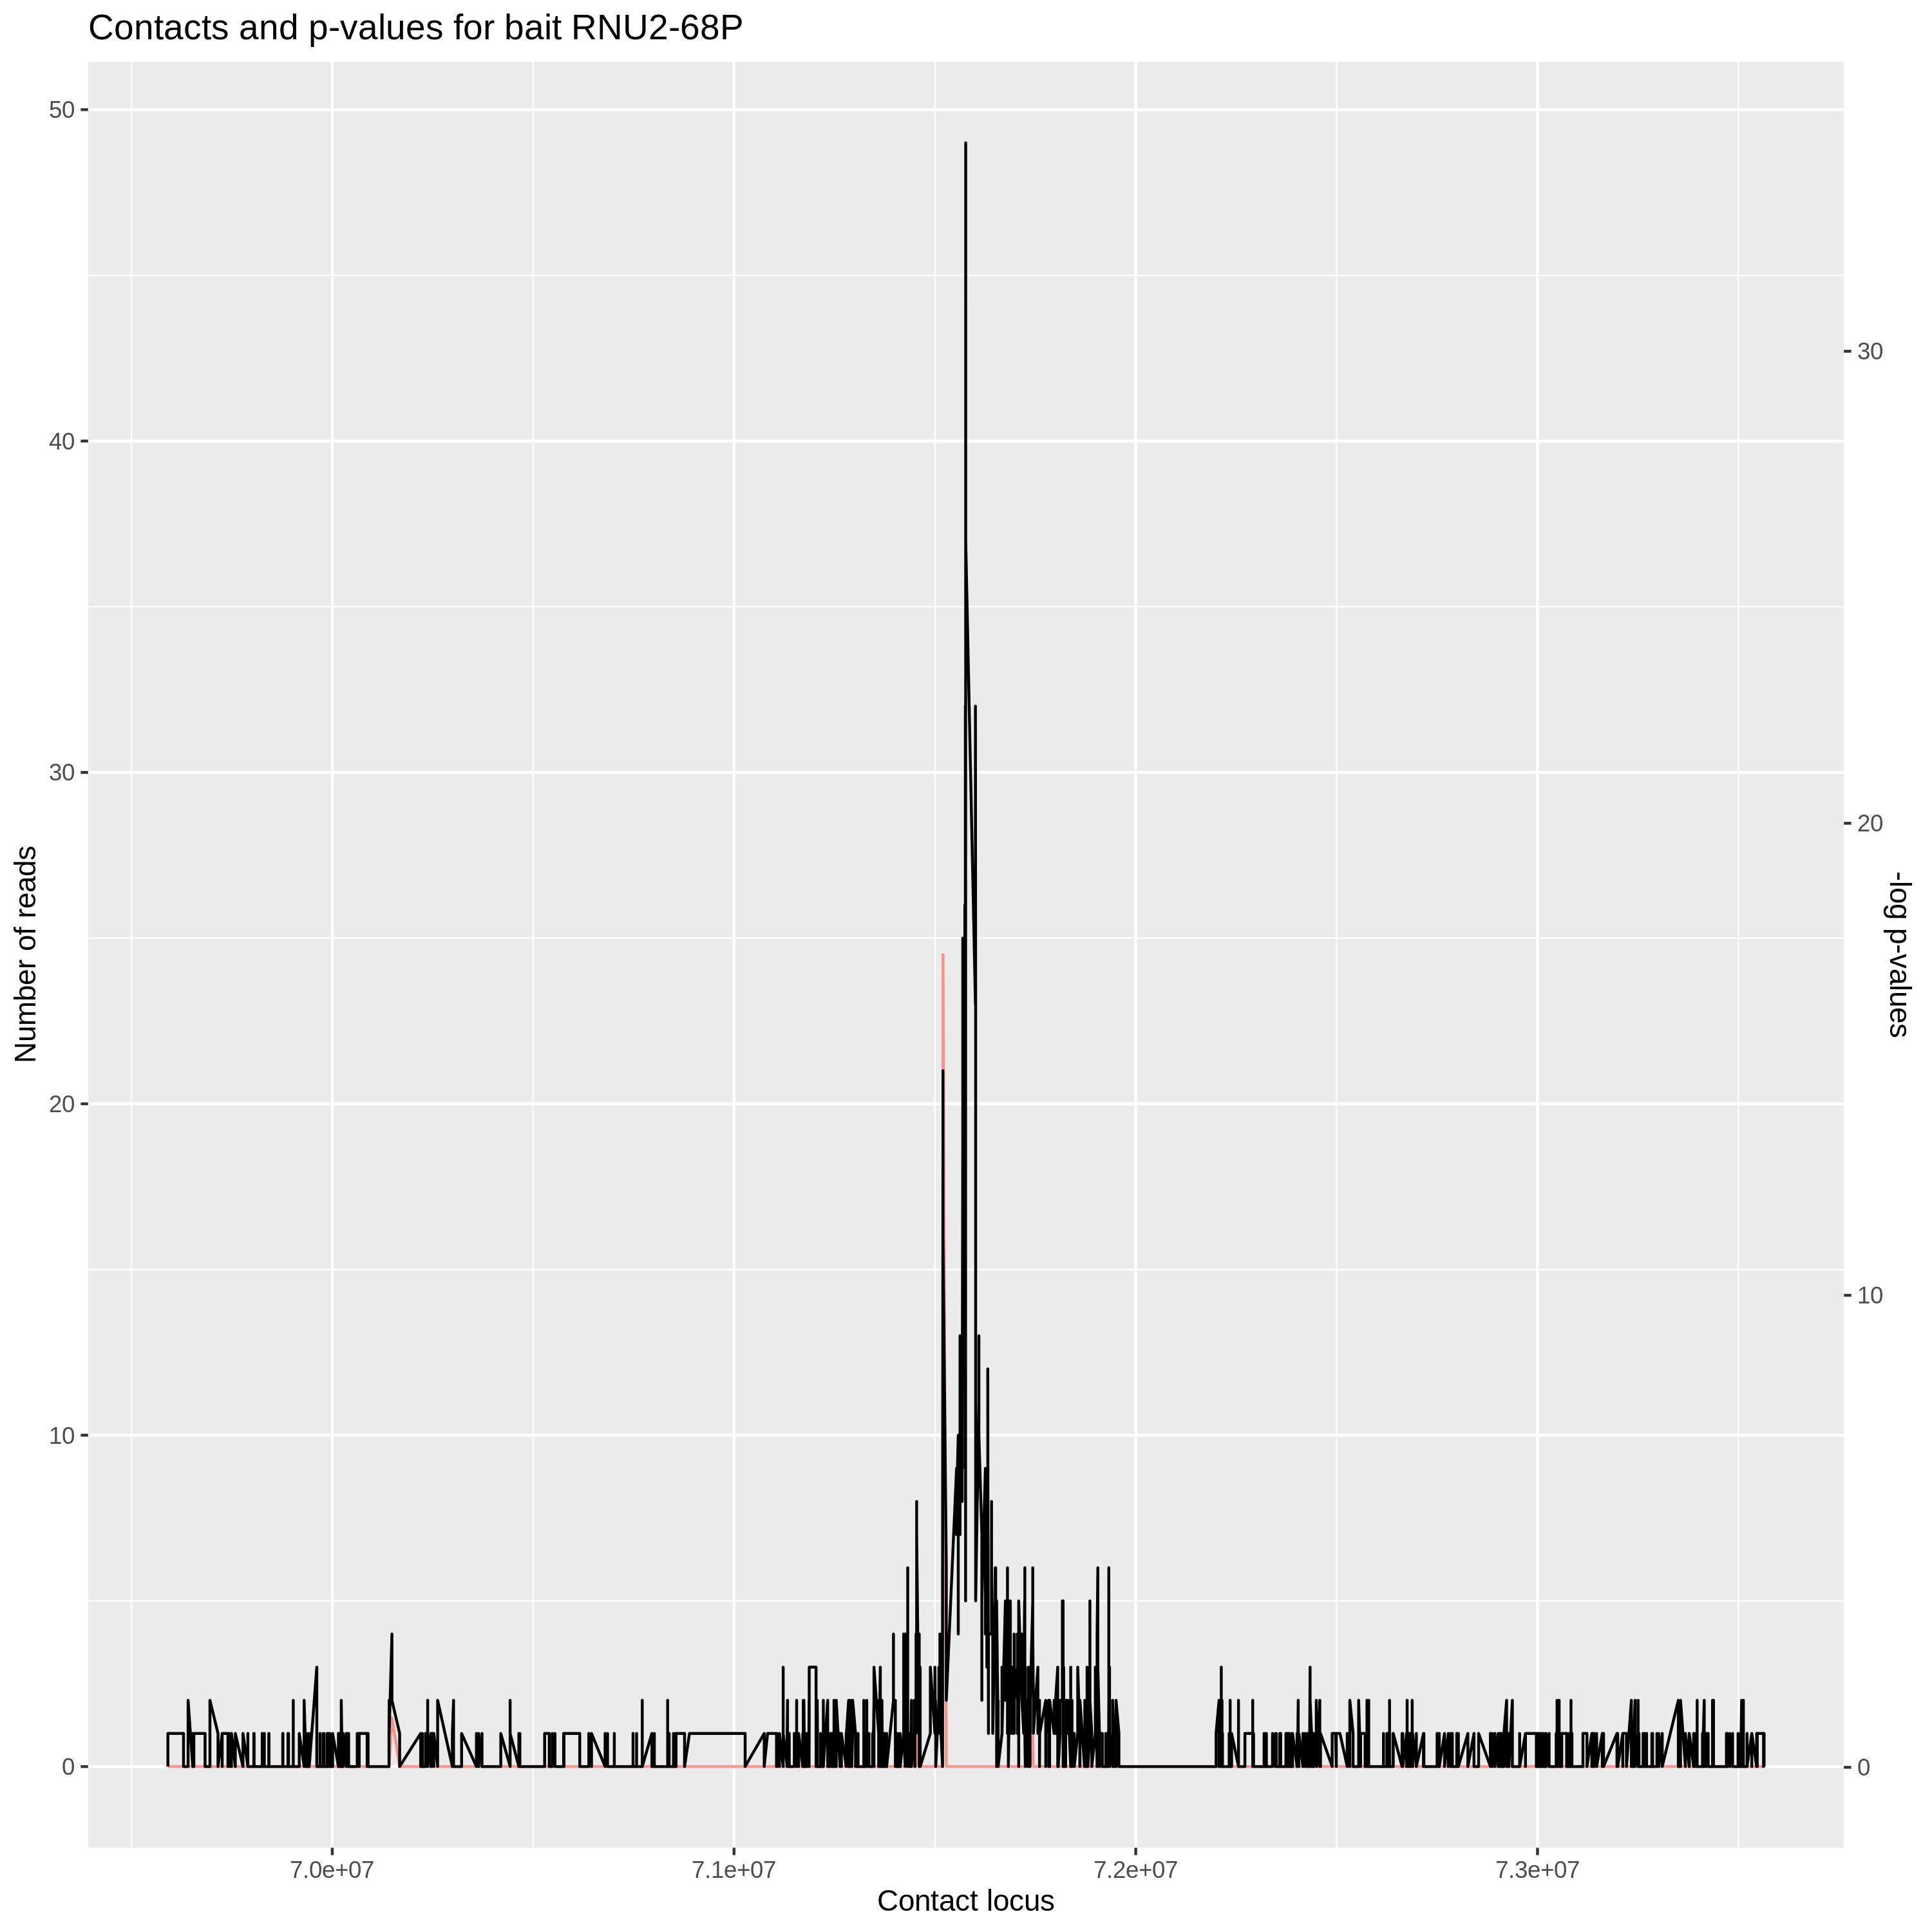 Contacts and p-values for bait RNU2-68P
50
40
30
20
10
0
Number of reads
30
20
10
0
-log p-values
7.0e+07
7.1e+07
7.2e+07
7.3e+07
Contact locus